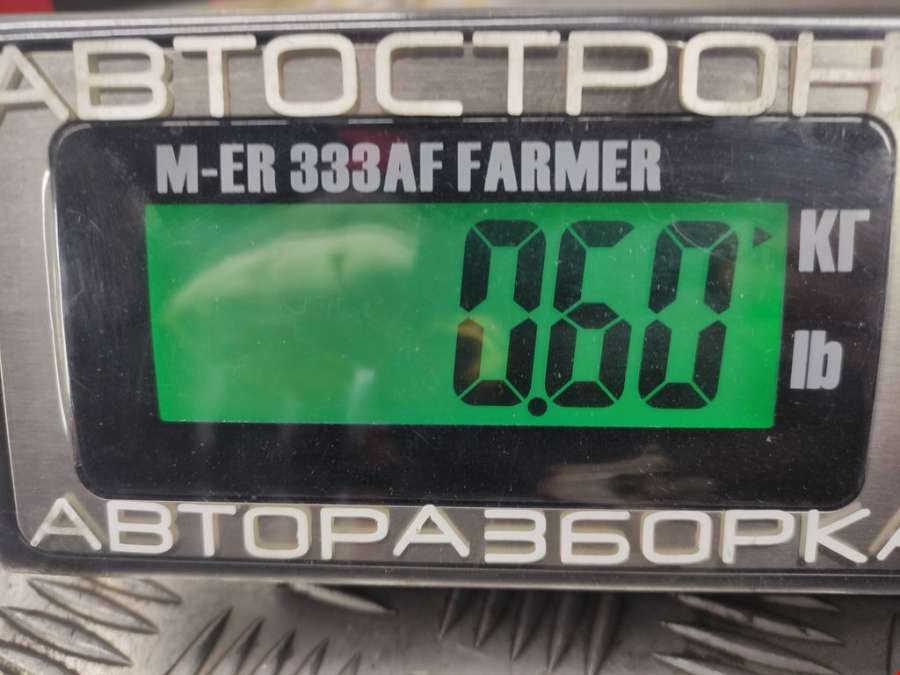 АВТОСТРОН
M-ER 333AF FARMER
0.60
КГ
lb
АВТОРАЗБОРКА